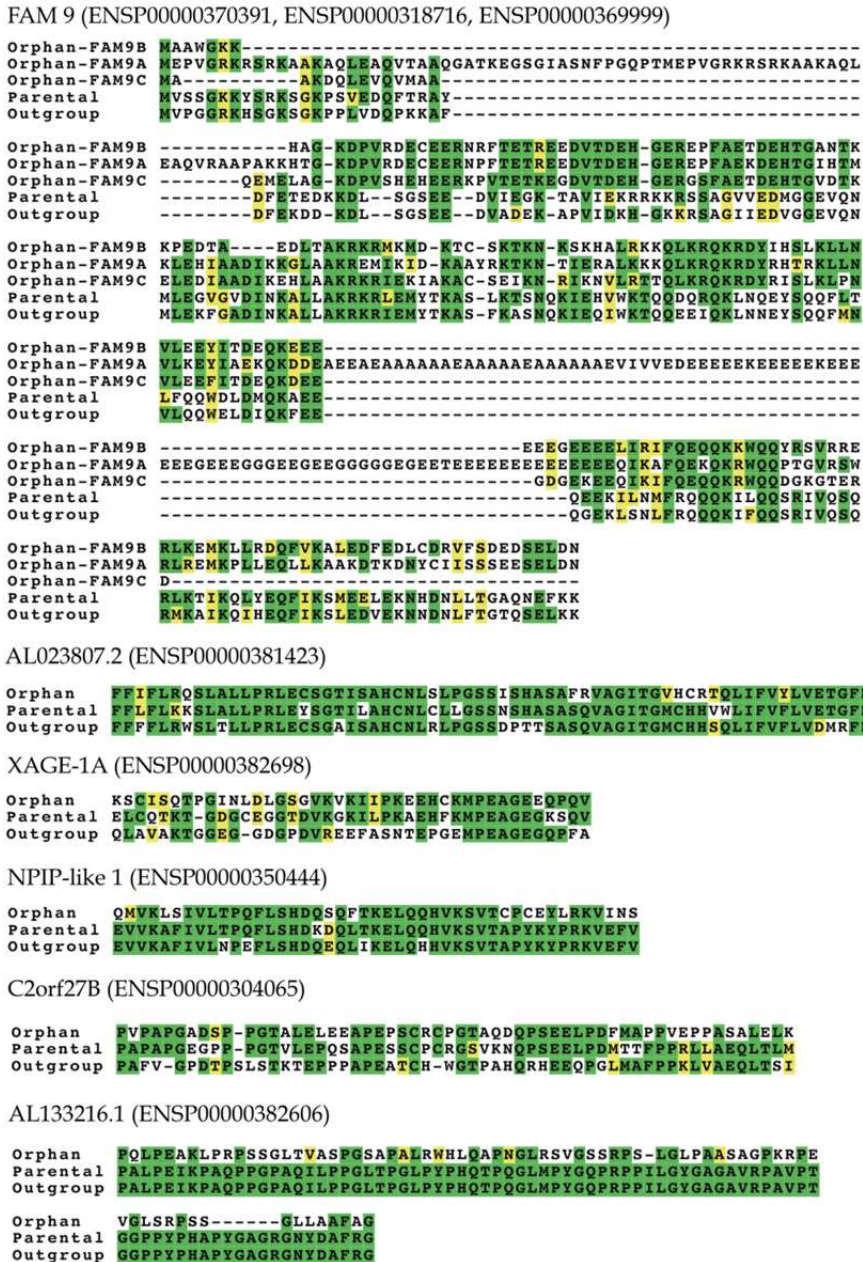 FAM 9 (ENSP00000370391, ENSP00000318716, ENSP00000369999)
Orphan-FAM9B MAAWGKK-----------------------------------------------------
Orphan-FAM9A MEPVGRKRSRKAAKAQLEAQVTAAQGATKEGSGIASNFPGQPTMEPVGRKRSRKAAKAQL
Orphan-FAM9C MA----------AKDQLEVQVMAA------------------------------------
Parental MVSSGKKYSRKSGKPSVEDQFTRAY-----------------------------------
Outgroup MVPGGRKHSGKSGKPPLVDQPKKAF-----------------------------------
Orphan-FAM9B -----------HAG-KDPVRDECEERNRFTETREEDVTDEH-GEREPFAETDEHTGANTK
Orphan-FAM9A EAQVRAAPAKKHTG-KDPVRDECEERNPFTETREEDVTDEH-GEREPFAEKDEHTGIHTM
Orphan-FAM9C ---------QEMELAG-KDPVSHEHEERKPVTETKEGDVTDEH-GERGSFAETDEHTGVDTK
Parental ----------DFETEDKKDL--SGSEE--DVIEGK-TAVIEKRRKKRSSAGVVEDMGGEVQN
Outgroup ----------DFEKDD-KDL--SGSEE--DVADEK-APVIDKH-GKKRSAGIIEDVGGEVQN
Orphan-FAM9B KPEDTA----EDLTAKRKRMKMD-KTC-SKTKN-KSKHALRKKQLKRQKRDYIHSLKLLN
Orphan-FAM9A KLEHIAADIKKGLAAKREMIKID-KAAYRKTKN-TIERALKKKQLKRQKRDYRHTRKLLN
Orphan-FAM9C ELEDIAADIKEHLAAKRKRIEKIAKAC-SEIKN-RIKNVLRTTQLKRQKRDYRISLKLPN
Parental MLEGVGVDINKALLAKRKRLEMYTKAS-LKTSNQKIEHVWKTQQDQRQKLNQEYSQQFLT
Outgroup MLEKFGADINKALLAKRKRIEMYTKAS-FKASNQKIEQIWKTQQEEIQKLNNEYSQQFMN
Orphan-FAM9B VLEEYITDEQKEEE----------------------------------------------
Orphan-FAM9A VLKEYIAEKQKDDEAEEAEAAAAAAEAAAAAEAAAAAAEVIVVEDEEEEEKEEEEEKEEE
Orphan-FAM9C VLEEFITDEQKDEE----------------------------------------------
Parental LFQQWDLDMQKAEE----------------------------------------------
Outgroup VLQQWELDIQKFEE----------------------------------------------
Orphan-FAM9B ----------------------------------EEEGEEEELIRIFQEQQKKWQQYRSVRRE
Orphan-FAM9A EEEGEEEGGGEEGEEGGGGGEGEETEEEEEEEEEEEEEEQIKAFQEKQKRWQQPTGVRSW
Orphan-FAM9C -----------------------------------GDGEKEEQIKIFQEQQKRWQQDGKGTER
Parental --------------------------------------QEEKILNMFRQQQKILQQSRIVQSQ
Outgroup --------------------------------------QGEKLSNLFRQQQKIFQQSRIVQSQ
Orphan-FAM9B RLKEMKLLRDQFVKALEDFEDLCDRVFSDEDSELDN
Orphan-FAM9A RLREMKPLLEQLLKAAKDTKDNYCIISSSEESELDN
Orphan-FAM9C D-----------------------------------
Parental RLKTIKQLYEQFIKSMEELEKNHDNLLTGAQNEFKK
Outgroup RMKAIKQIHEQFIKSLEDVEKNNDNLFTGTQSELKK
AL023807.2 (ENSP00000381423)
Orphan FFIFLRQSLALLPRLECSGTISAHCNLSLPGSSISHASAFRVAGITGVHCRTQLIFVYLVETGF
Parental FFLFLKKSLALLPRLEYSGTILAHCNLCLLGSSNSHASASQVAGITGMCHHVWLIFVFLVETGF
Outgroup FFFFLRWSLTLLPRLECSGAISAHCNLRLPGSSDPTTSASQVAGITGMCHHSQLIFVFLVDMRF
XAGE-1A (ENSP00000382698)
Orphan KSCISQTPGINLDLGSGVKVKIIPKEEHCKMPEAGEEQPQV
Parental ELCQTKT-GDGCEGGTDVKGKILPKAEHFKMPEAGEGKSQV
Outgroup QLAVAKTGGEG-GDGPDVREEFASNTEPGEMPEAGEGQPFA
NPIP-like 1 (ENSP00000350444)
Orphan QMVKLSIVLTPQFLSHDQSQFTKELQQHVKSVTCPCEYLRKVINS
Parental EVVKAFIVLTPQFLSHDKDQLTKELQQHVKSVTAPYKYPRKVEFV
Outgroup EVVKAFIVLNPEFLSHDQEQLIKELQHHVKSVTAPYKYPRKVEFV
C2orf27B (ENSP00000304065)
Orphan PVPAPGADSP-PGTALELEEAPEPSCRCPGTAQDQPSEELPDFMAPPVEPPASALELK
Parental PAPAPGEGPP-PGTVLEPQSAPESSCPCRGSVKNQPSEELPDMTTFPPRLLAEQLTLM
Outgroup PAFV-GPDTPSLSTKTEPPPAPEATCH-WGTPAHQRHEEQPGLMAFPPKLVAEQLTSI
AL133216.1 (ENSP00000382606)
Orphan PQLPEAKLPRPSSGLTVASPGSAPALRWHLQAPNGLRSVGSSRPS-LGLPAASAGPKRPE
Parental PALPEIKPAQPPGPAQILPPGLTPGLPYPHQTPQGLMPYGQPRPPILGYGAGAVRPAVPT
Outgroup PALPEIKPAQPPGPAQILPPGLTPGLPYPHQTPQGLMPYGQRRPPILGYGAGAVRPAVPT
Orphan VGLSRPSS------GLLAAFAG
Parental GGPPYPHAPYGAGRGNYDAFRG
Outgroup GGPPYPHAPYGAGRGNYDAFRG